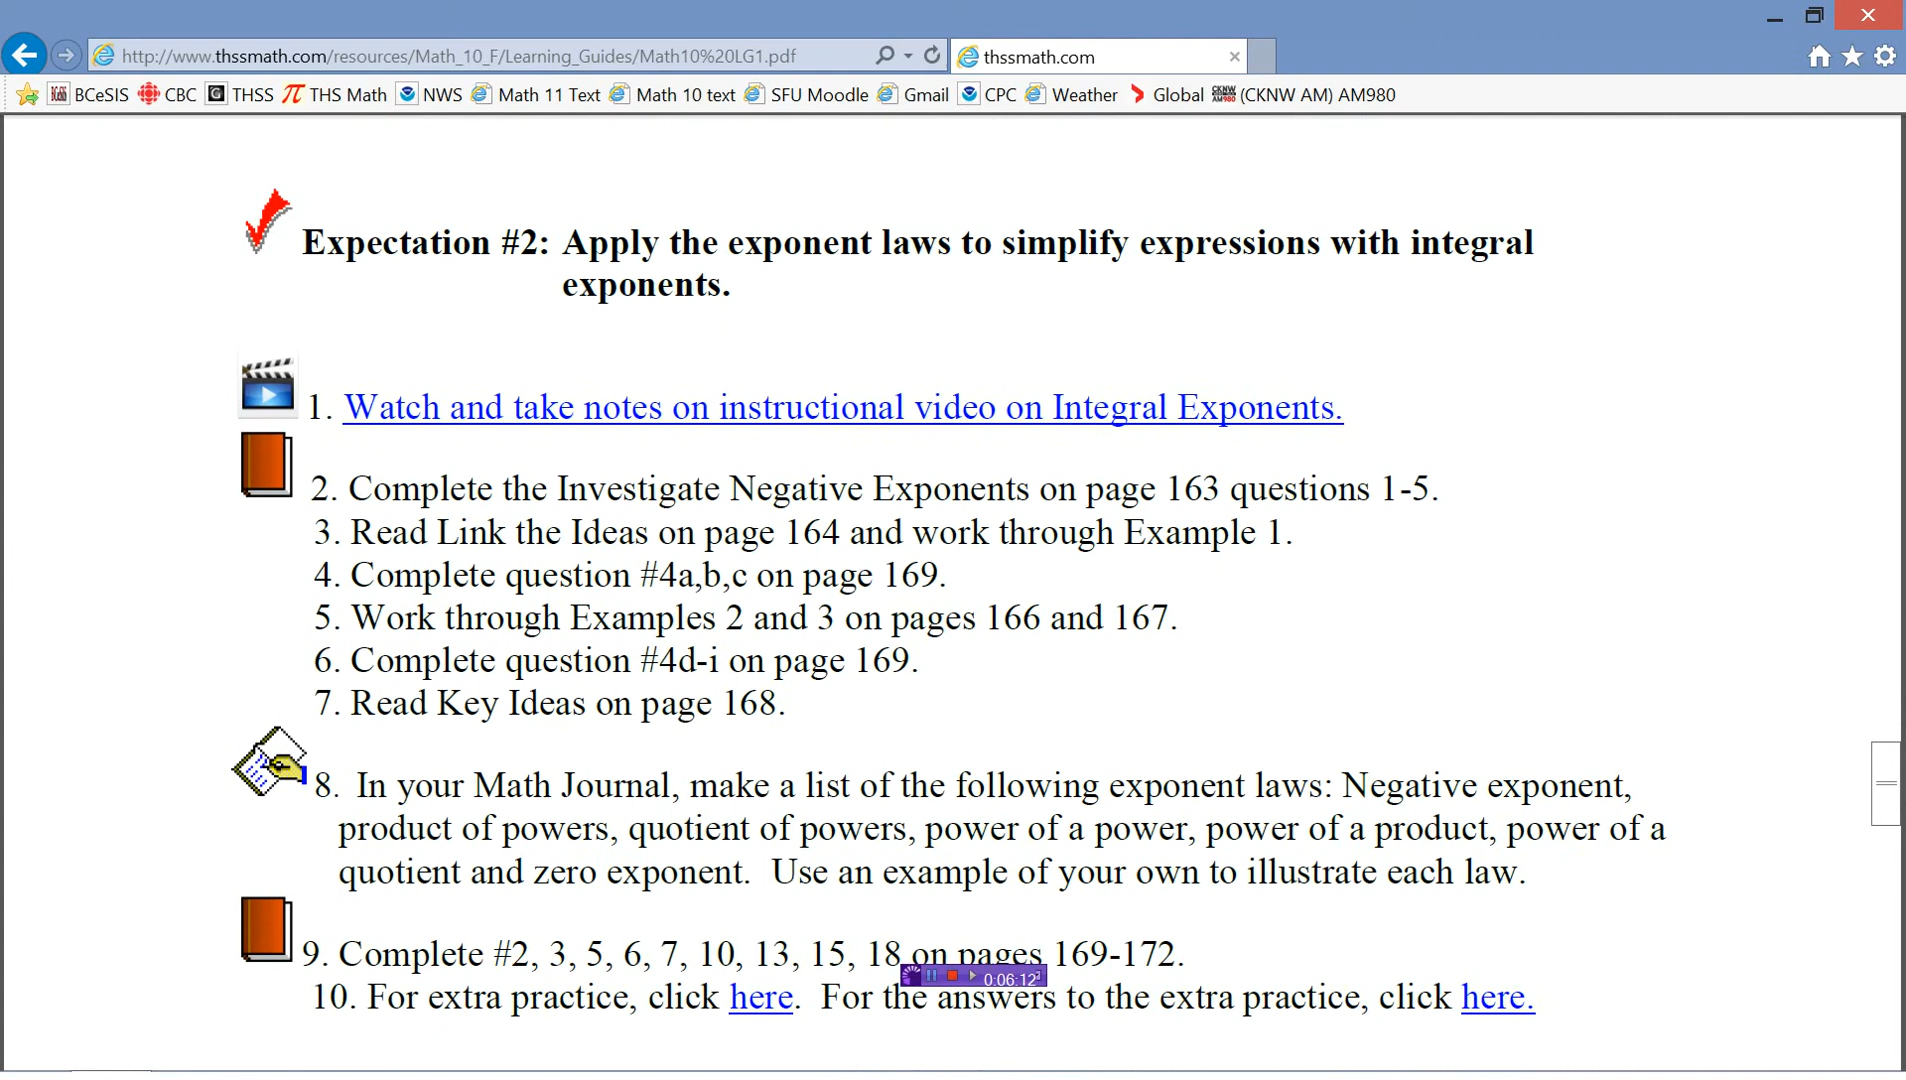 http://www.thssmath.com/resources/Math_10_F/Learning_Guides/Math10%20LG1.pdf
thssmath.com
BCeSIS CBC THSS THS Math NWS Math 11 Text Math 10 text SFU Moodle Gmail CPC Weather Global (CKNW AM) AM980
Expectation #2: Apply the exponent laws to simplify expressions with integral
exponents.
1. Watch and take notes on instructional video on Integral Exponents.
2. Complete the Investigate Negative Exponents on page 163 questions 1-5.
3. Read Link the Ideas on page 164 and work through Example 1.
4. Complete question #4a,b,c on page 169.
5. Work through Examples 2 and 3 on pages 166 and 167.
6. Complete question #4d-i on page 169.
7. Read Key Ideas on page 168.
8. In your Math Journal, make a list of the following exponent laws: Negative exponent,
product of powers, quotient of powers, power of a power, power of a product, power of a
quotient and zero exponent. Use an example of your own to illustrate each law.
9. Complete #2, 3, 5, 6, 7, 10, 13, 15, 18 on pages 169-172.
0:06:12
10. For extra practice, click here. For the answers to the extra practice, click here.